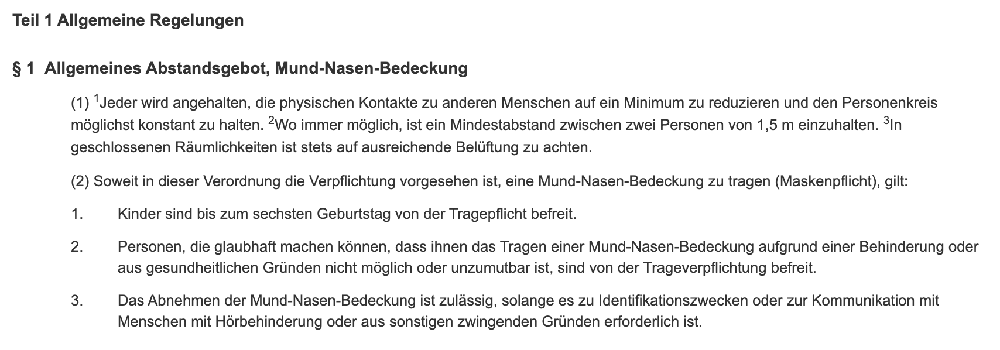 Teil 1 Allgemeine Regelungen
§ 1 Allgemeines Abstandsgebot, Mund-Nasen-Bedeckung
(1) ¹Jeder wird angehalten, die physischen Kontakte zu anderen Menschen auf ein Minimum zu reduzieren und den Personenkreis
möglichst konstant zu halten. ²Wo immer möglich, ist ein Mindestabstand zwischen zwei Personen von 1,5 m einzuhalten. ³In
geschlossenen Räumlichkeiten ist stets auf ausreichende Belüftung zu achten.
(2) Soweit in dieser Verordnung die Verpflichtung vorgesehen ist, eine Mund-Nasen-Bedeckung zu tragen (Maskenpflicht), gilt:
1. Kinder sind bis zum sechsten Geburtstag von der Tragepflicht befreit.
2. Personen, die glaubhaft machen können, dass ihnen das Tragen einer Mund-Nasen-Bedeckung aufgrund einer Behinderung oder
aus gesundheitlichen Gründen nicht möglich oder unzumutbar ist, sind von der Trageverpflichtung befreit.
3. Das Abnehmen der Mund-Nasen-Bedeckung ist zulässig, solange es zu Identifikationszwecken oder zur Kommunikation mit
Menschen mit Hörbehinderung oder aus sonstigen zwingenden Gründen erforderlich ist.